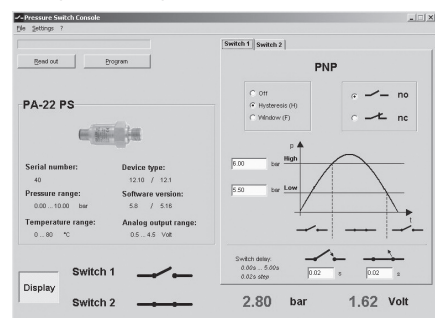 Pressure Switch Console
File Settings ?
Read out Program
PA-22 PS
Serial number: Device type:
40 12.10 / 12.1
Pressure range: Software version:
0.00 ... 10.00 bar 5.8 / 5.16
Temperature range: Analog output range:
0 ... 80 °C 0.5 ... 4.5 Volt
Display
Switch 1
Switch 2
Switch 1 Switch 2
PNP
Off
Hysteresis (H)
Window (F)
no
nc
p
6.00 bar High
5.50 bar Low
t
Switch delay:
0.00s ... 5.00s
0.02s step
0.02 s 0.02 s
2.80 bar 1.62 Volt